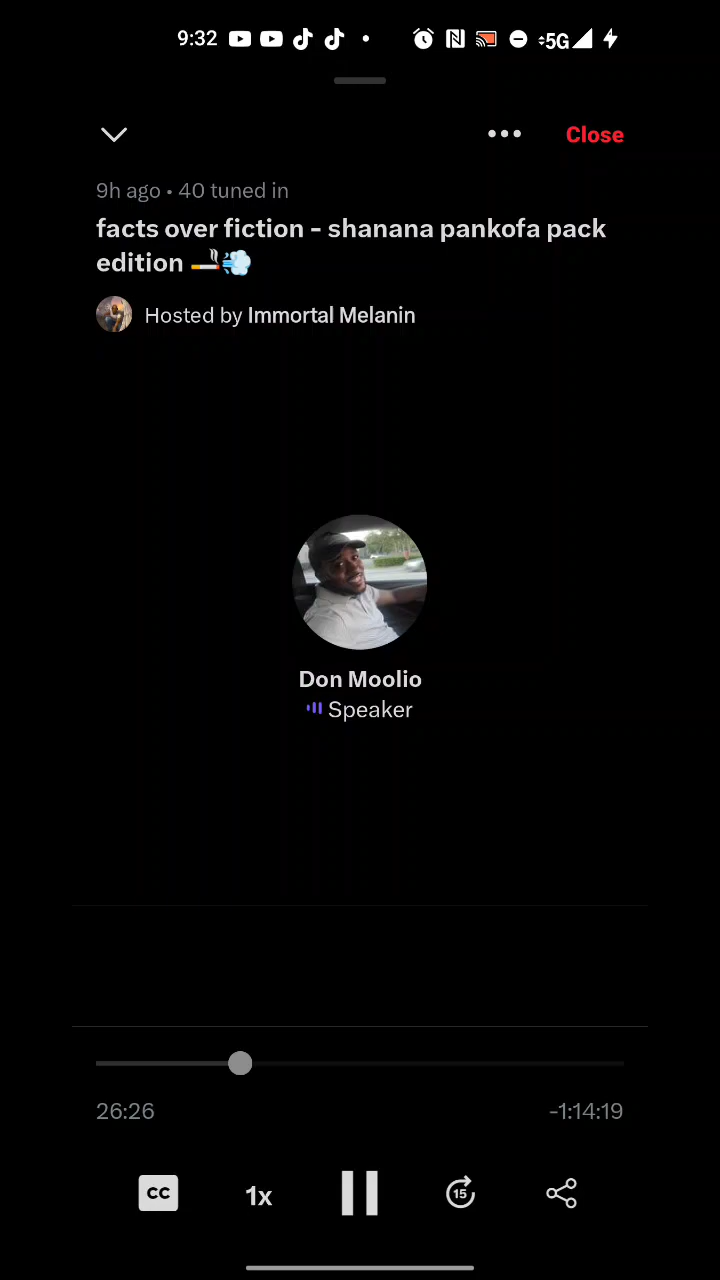 9:32
5G
Close
9h ago • 40 tuned in
facts over fiction - shanana pankofa pack
edition 🚬💨
Hosted by Immortal Melanin
Don Moolio
Speaker
26:26
-1:14:19
CC
1x
15